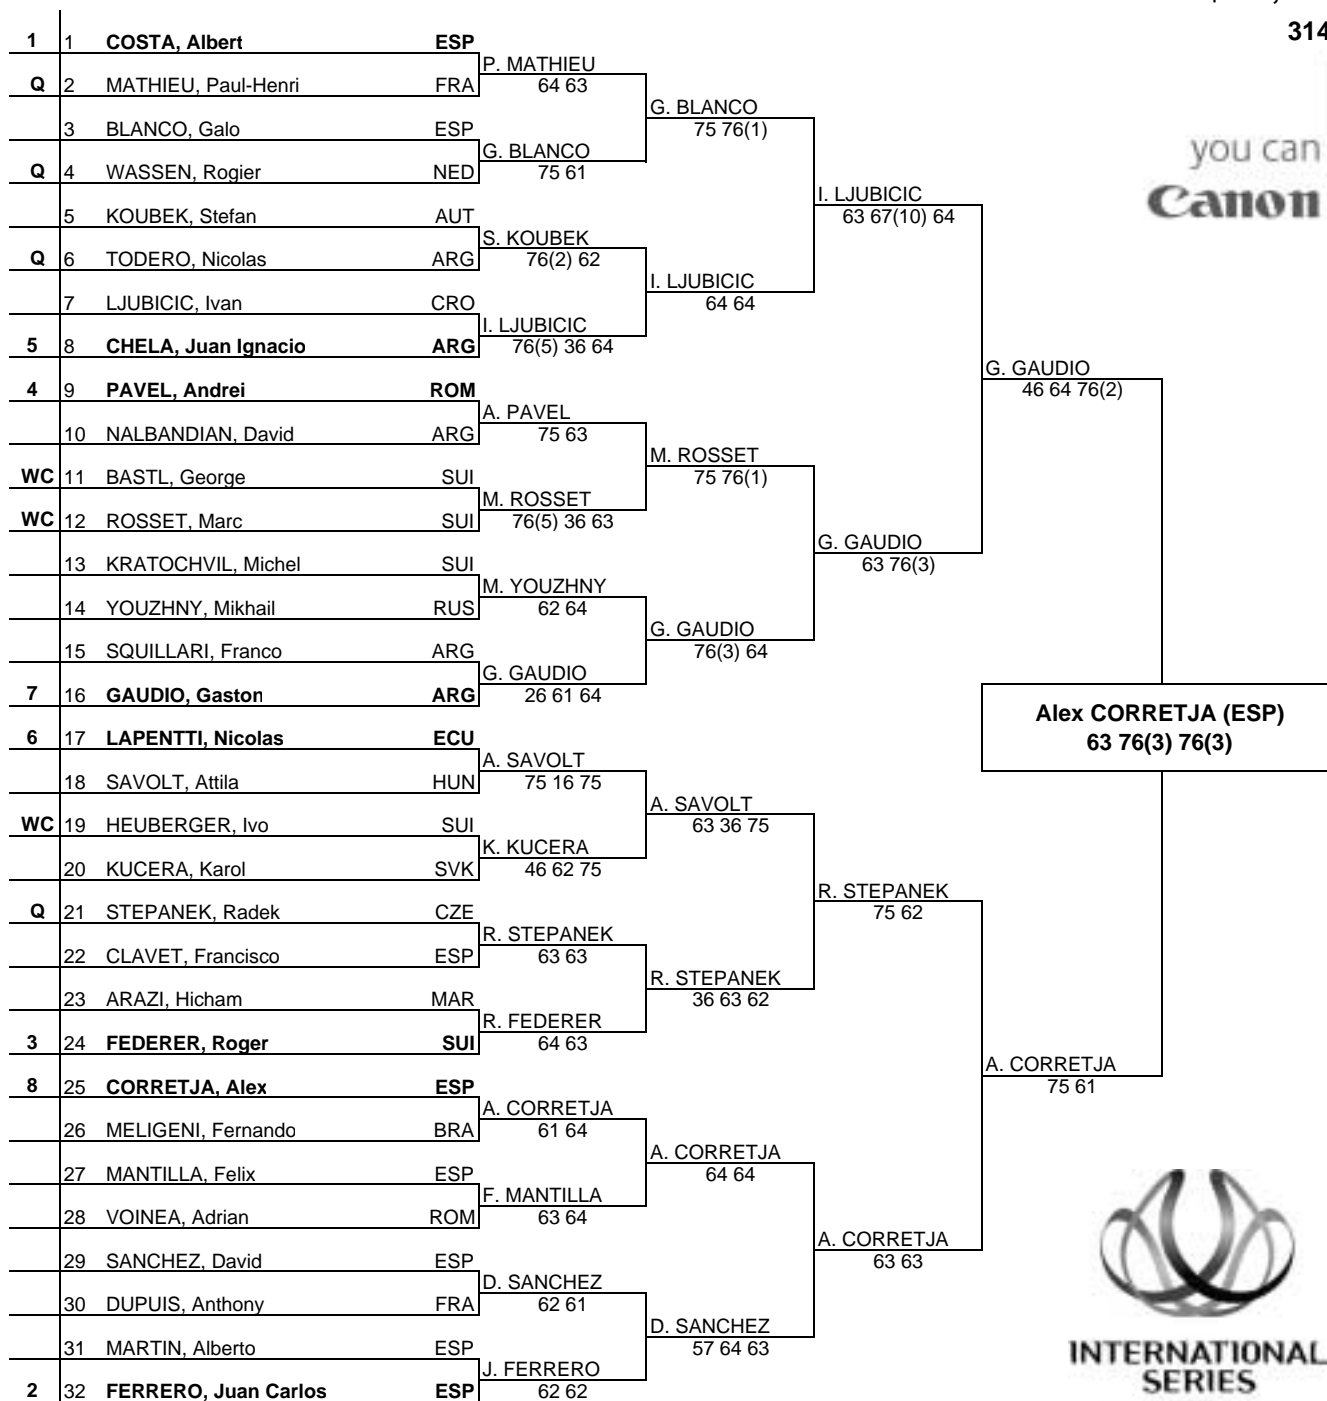 314
1 1 COSTA, Albert ESP
P. MATHIEU
Q 2 MATHIEU, Paul-Henri FRA
64 63
G. BLANCO
75 76(1)
3 BLANCO, Galo ESP
G. BLANCO
Q 4 WASSEN, Rogier NED
75 61
you can
Canon
I. LJUBICIC
63 67(10) 64
5 KOUBEK, Stefan AUT
S. KOUBEK
Q 6 TODERO, Nicolas ARG
76(2) 62
I. LJUBICIC
64 64
7 LJUBICIC, Ivan CRO
I. LJUBICIC
5 8 CHELA, Juan Ignacio ARG
76(5) 36 64
G. GAUDIO
46 64 76(2)
4 9 PAVEL, Andrei ROM
A. PAVEL
10 NALBANDIAN, David ARG
75 63
M. ROSSET
75 76(1)
WC 11 BASTL, George SUI
M. ROSSET
WC 12 ROSSET, Marc SUI
76(5) 36 63
G. GAUDIO
63 76(3)
13 KRATOCHVIL, Michel SUI
M. YOUZHNY
14 YOUZHNY, Mikhail RUS
62 64
G. GAUDIO
76(3) 64
15 SQUILLARI, Franco ARG
G. GAUDIO
7 16 GAUDIO, Gaston ARG
26 61 64
Alex CORRETJA (ESP)
63 76(3) 76(3)
6 17 LAPENTTI, Nicolas ECU
A. SAVOLT
18 SAVOLT, Attila HUN
75 16 75
A. SAVOLT
63 36 75
WC 19 HEUBERGER, Ivo SUI
K. KUCERA
20 KUCERA, Karol SVK
46 62 75
R. STEPANEK
75 62
Q 21 STEPANEK, Radek CZE
R. STEPANEK
22 CLAVET, Francisco ESP
63 63
R. STEPANEK
36 63 62
23 ARAZI, Hicham MAR
R. FEDERER
3 24 FEDERER, Roger SUI
64 63
A. CORRETJA
75 61
8 25 CORRETJA, Alex ESP
A. CORRETJA
26 MELIGENI, Fernando BRA
61 64
A. CORRETJA
64 64
27 MANTILLA, Felix ESP
F. MANTILLA
28 VOINEA, Adrian ROM
63 64
A. CORRETJA
63 63
29 SANCHEZ, David ESP
D. SANCHEZ
30 DUPUIS, Anthony FRA
62 61
D. SANCHEZ
57 64 63
31 MARTIN, Alberto ESP
J. FERRERO
2 32 FERRERO, Juan Carlos ESP
62 62
INTERNATIONAL
SERIES